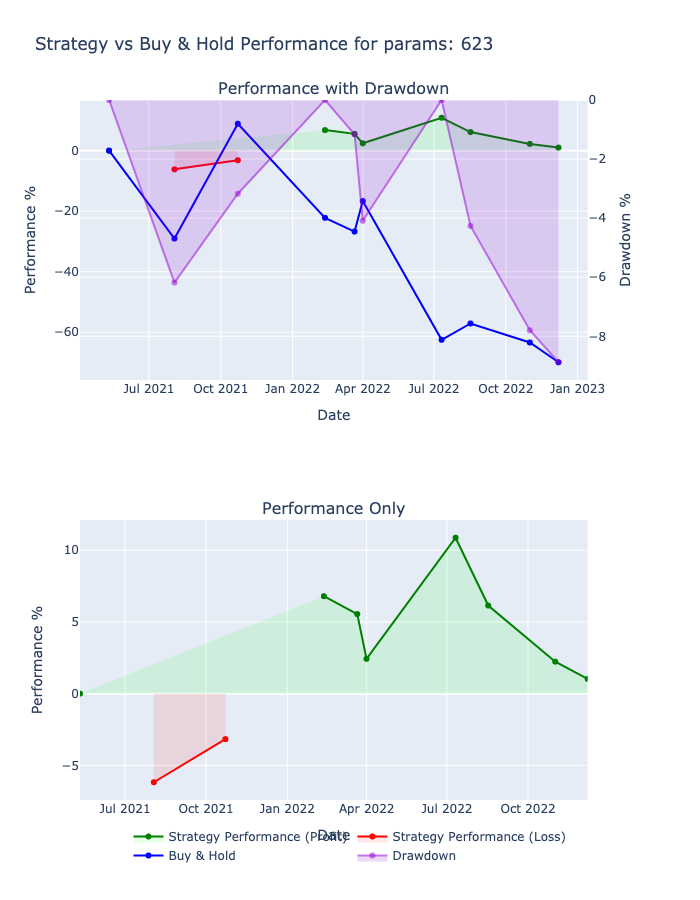 Strategy vs Buy & Hold Performance for params: 623
Performance with Drawdown
0
−20
−40
−60
Performance %
0
−2
−4
−6
−8
Drawdown %
Jul 2021 Oct 2021 Jan 2022 Apr 2022 Jul 2022 Oct 2022 Jan 2023
Date
Performance Only
10
5
0
−5
Performance %
Jul 2021 Oct 2021 Jan 2022 Apr 2022 Jul 2022 Oct 2022
Date
Strategy Performance (Profit) Strategy Performance (Loss)
Buy & Hold Drawdown